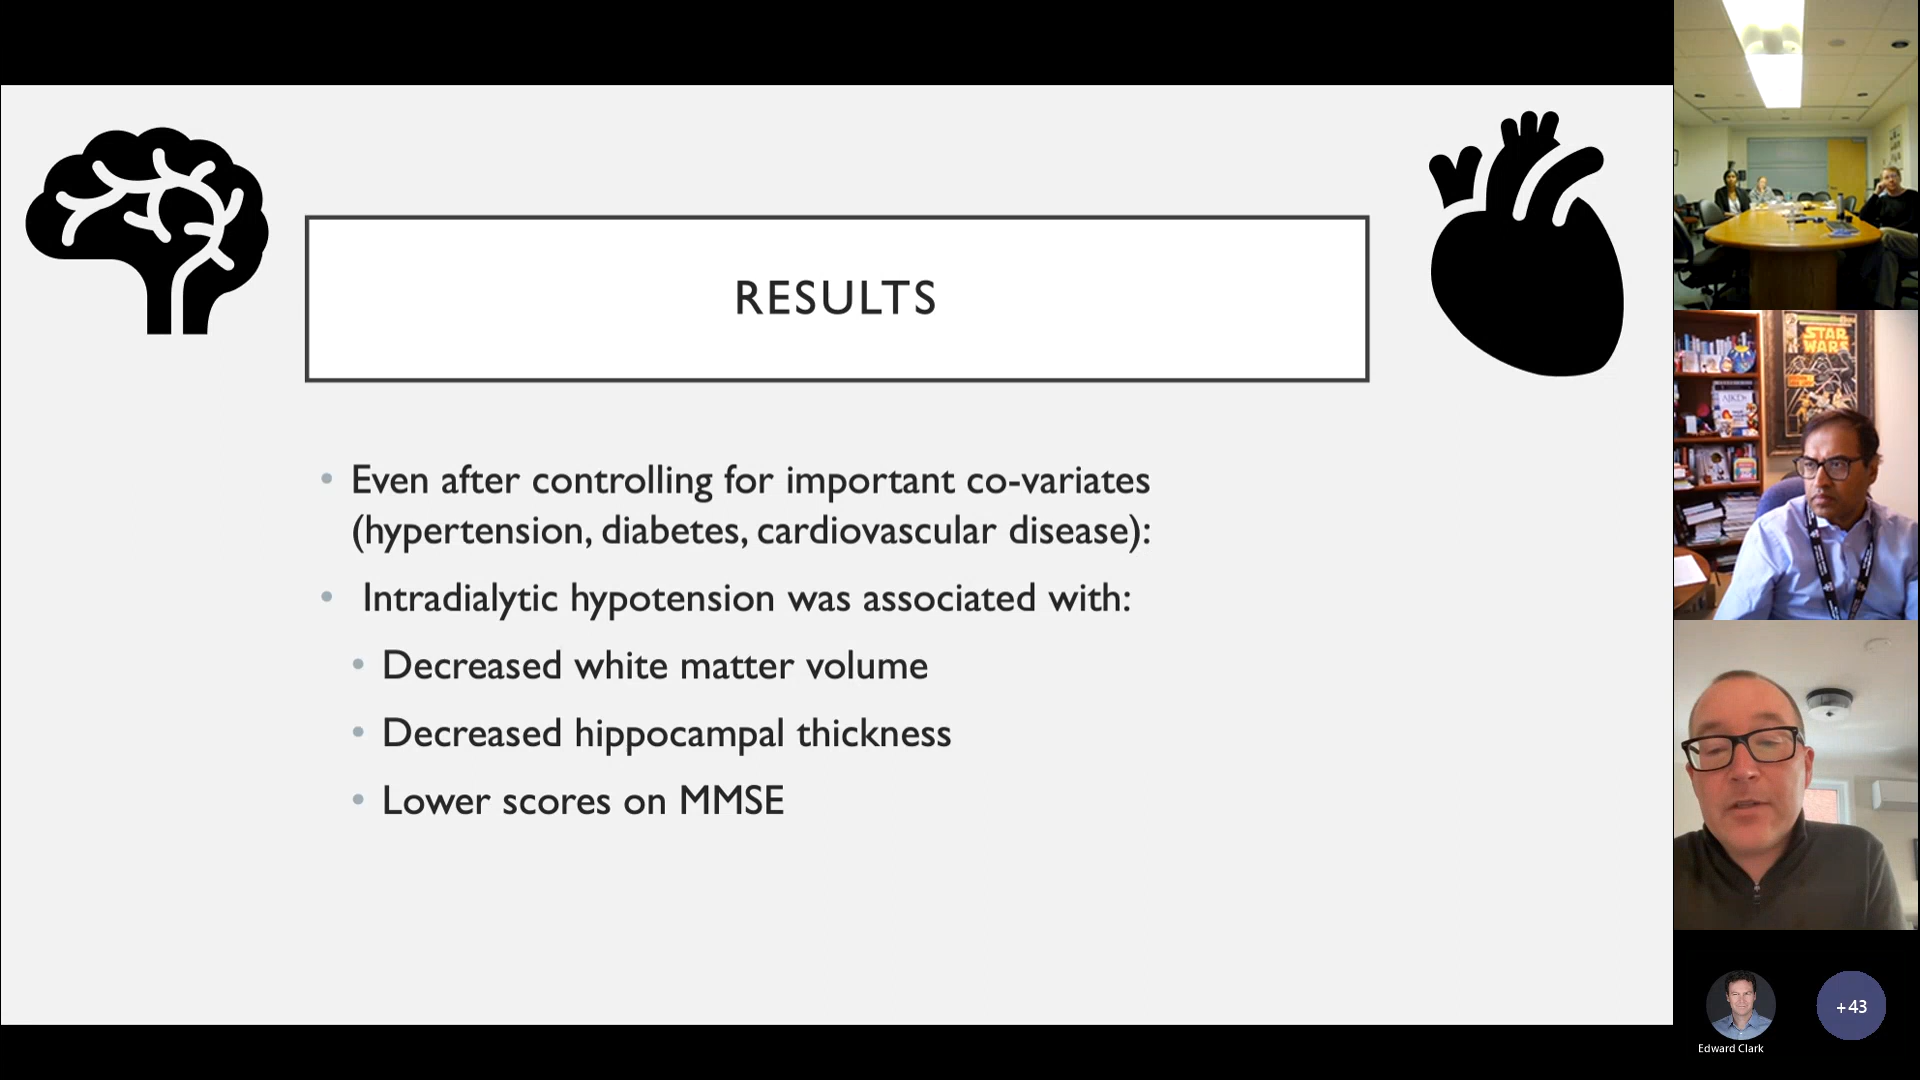 RESULTS
Even after controlling for important co-variates
(hypertension, diabetes, cardiovascular disease):
Intradialytic hypotension was associated with:
Decreased white matter volume
Decreased hippocampal thickness
Lower scores on MMSE
STAR
WARS
AJKD
Edward Clark
+43